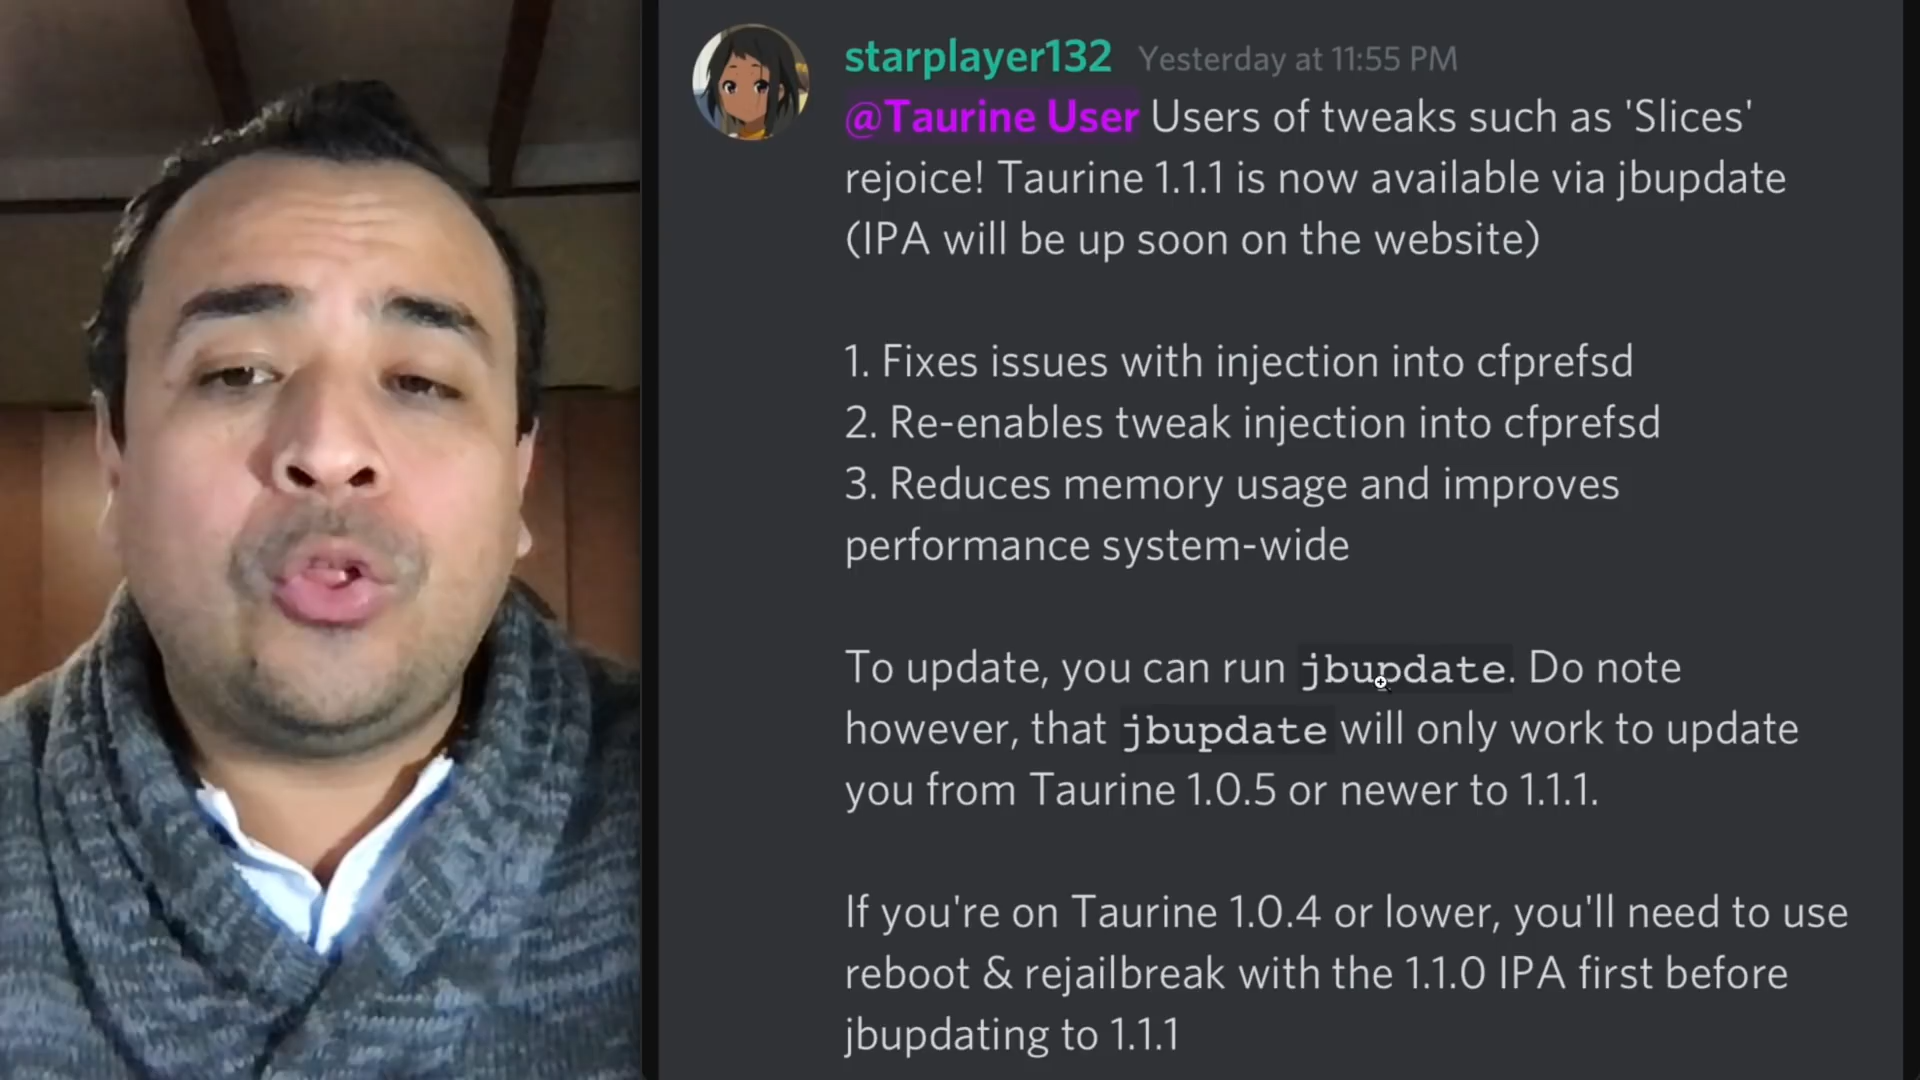 starplayer132 Yesterday at 11:55 PM
@Taurine User Users of tweaks such as 'Slices'
rejoice! Taurine 1.1.1 is now available via jbupdate
(IPA will be up soon on the website)
1. Fixes issues with injection into cfprefsd
2. Re-enables tweak injection into cfprefsd
3. Reduces memory usage and improves
performance system-wide
To update, you can run jbupdate. Do note
however, that jbupdate will only work to update
you from Taurine 1.0.5 or newer to 1.1.1.
If you're on Taurine 1.0.4 or lower, you'll need to use
reboot & rejailbreak with the 1.1.0 IPA first before
jbupdating to 1.1.1